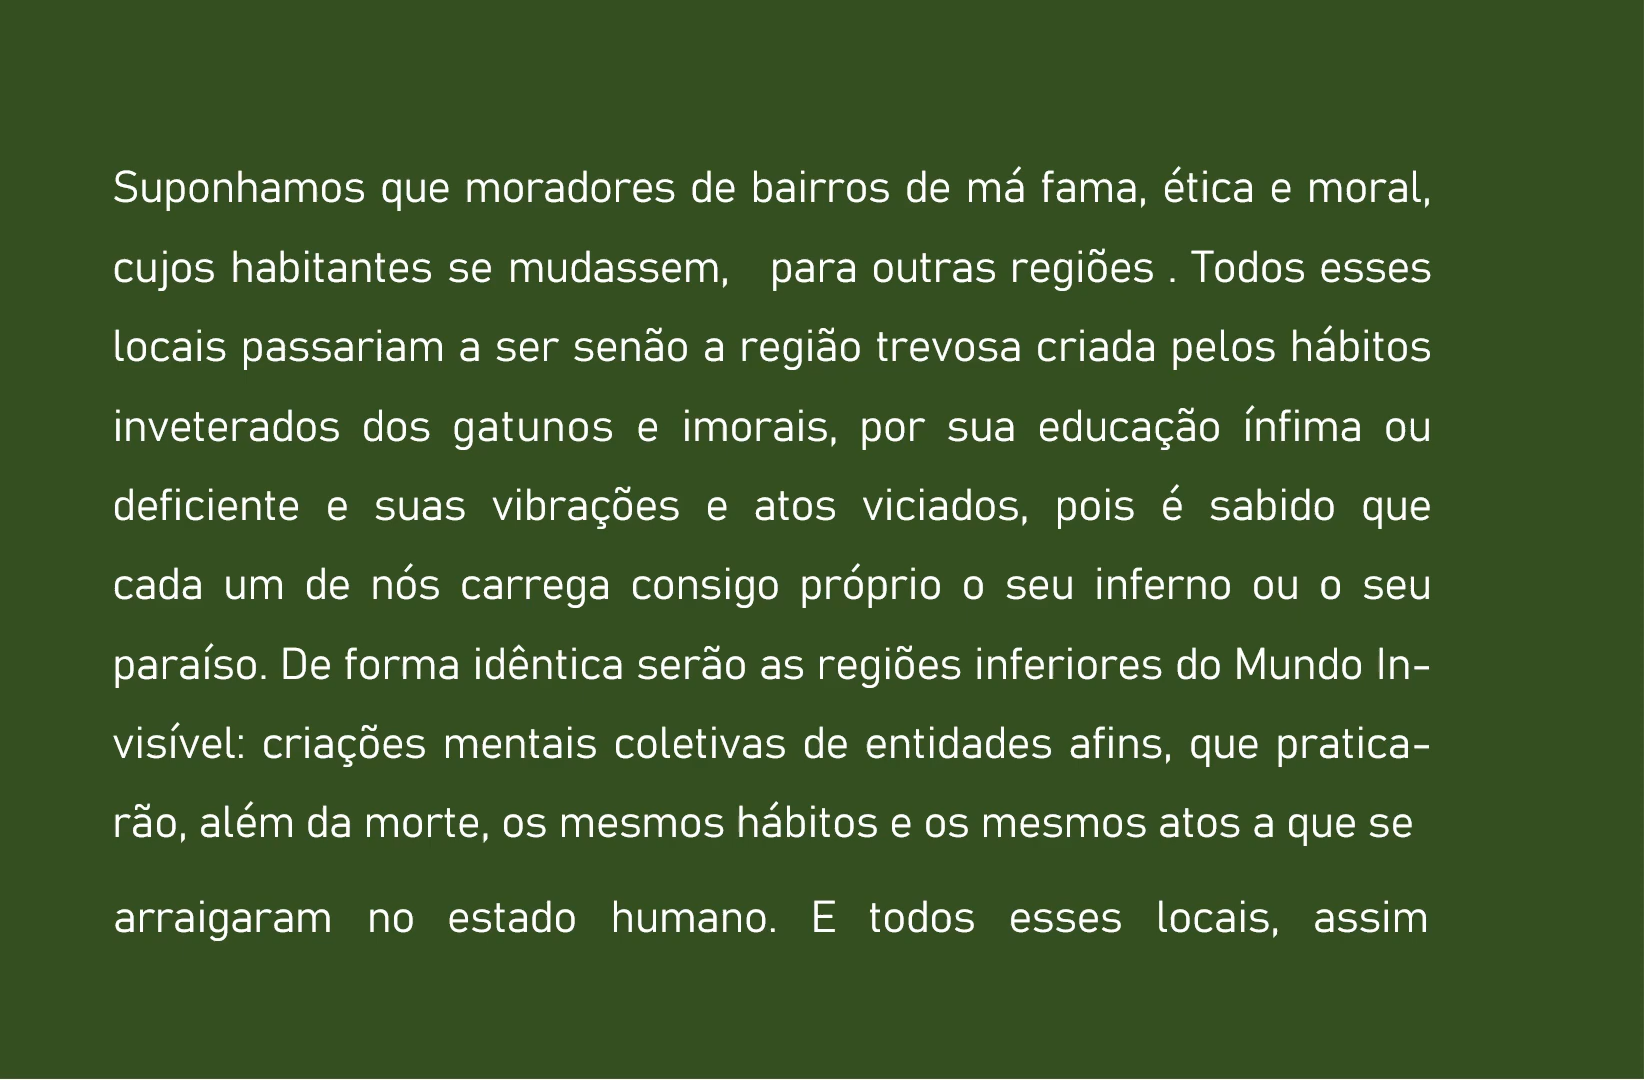 Suponhamos que moradores de bairros de má fama, ética e moral,
cujos habitantes se mudassem, para outras regiões . Todos esses
locais passariam a ser senão a região trevosa criada pelos hábitos
inveterados dos gatunos e imorais, por sua educação ínfima ou
deficiente e suas vibrações e atos viciados, pois é sabido que
cada um de nós carrega consigo próprio o seu inferno ou o seu
paraíso. De forma idêntica serão as regiões inferiores do Mundo In-
visível: criações mentais coletivas de entidades afins, que pratica-
rão, além da morte, os mesmos hábitos e os mesmos atos a que se
arraigaram no estado humano. E todos esses locais, assim